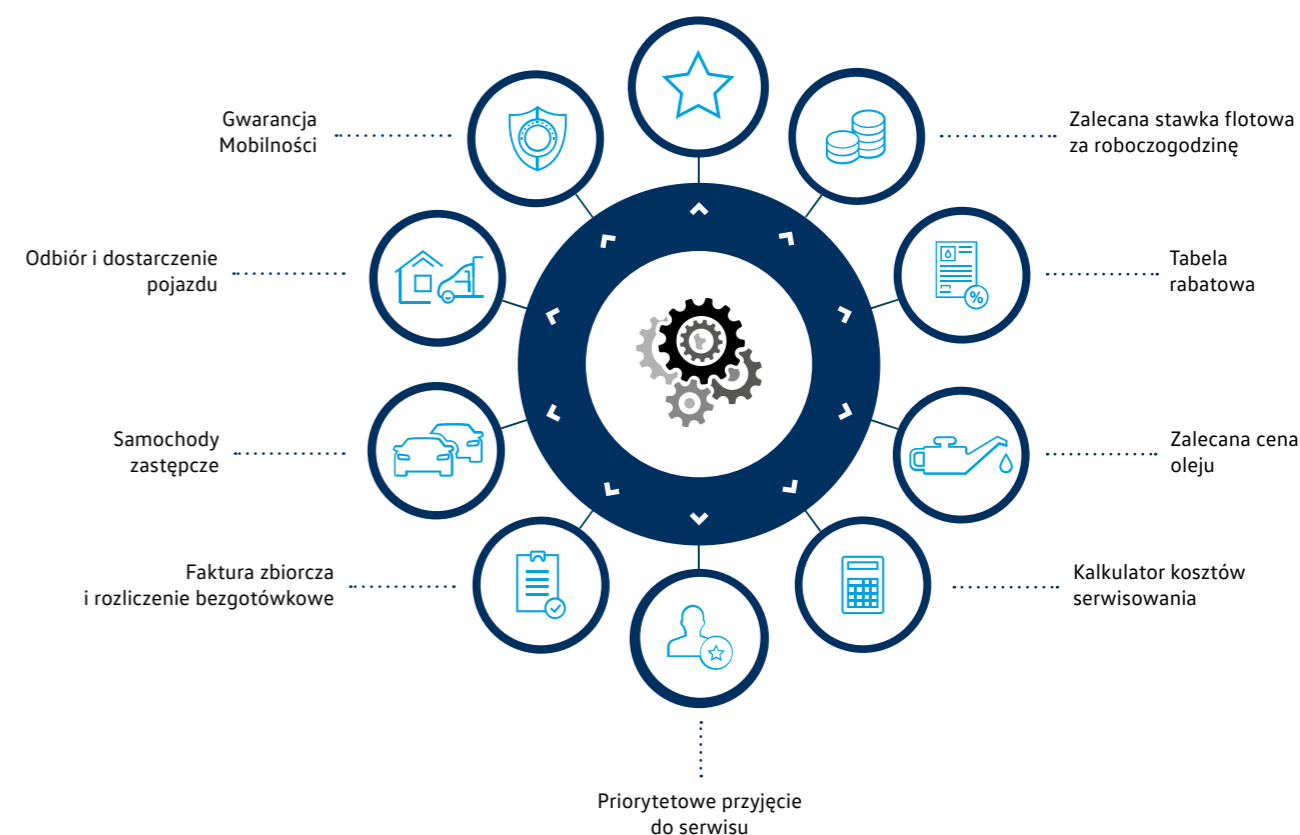 Gwarancja
Mobilności
Zalecana stawka flotowa
za roboczogodzinę
Odbiór i dostarczenie
pojazdu
Tabela
rabatowa
%
Samochody
zastępcze
Zalecana cena
oleju
Faktura zbiorcza
i rozliczenie bezgotówkowe
Kalkulator kosztów
serwisowania
Priorytetowe przyjęcie
do serwisu